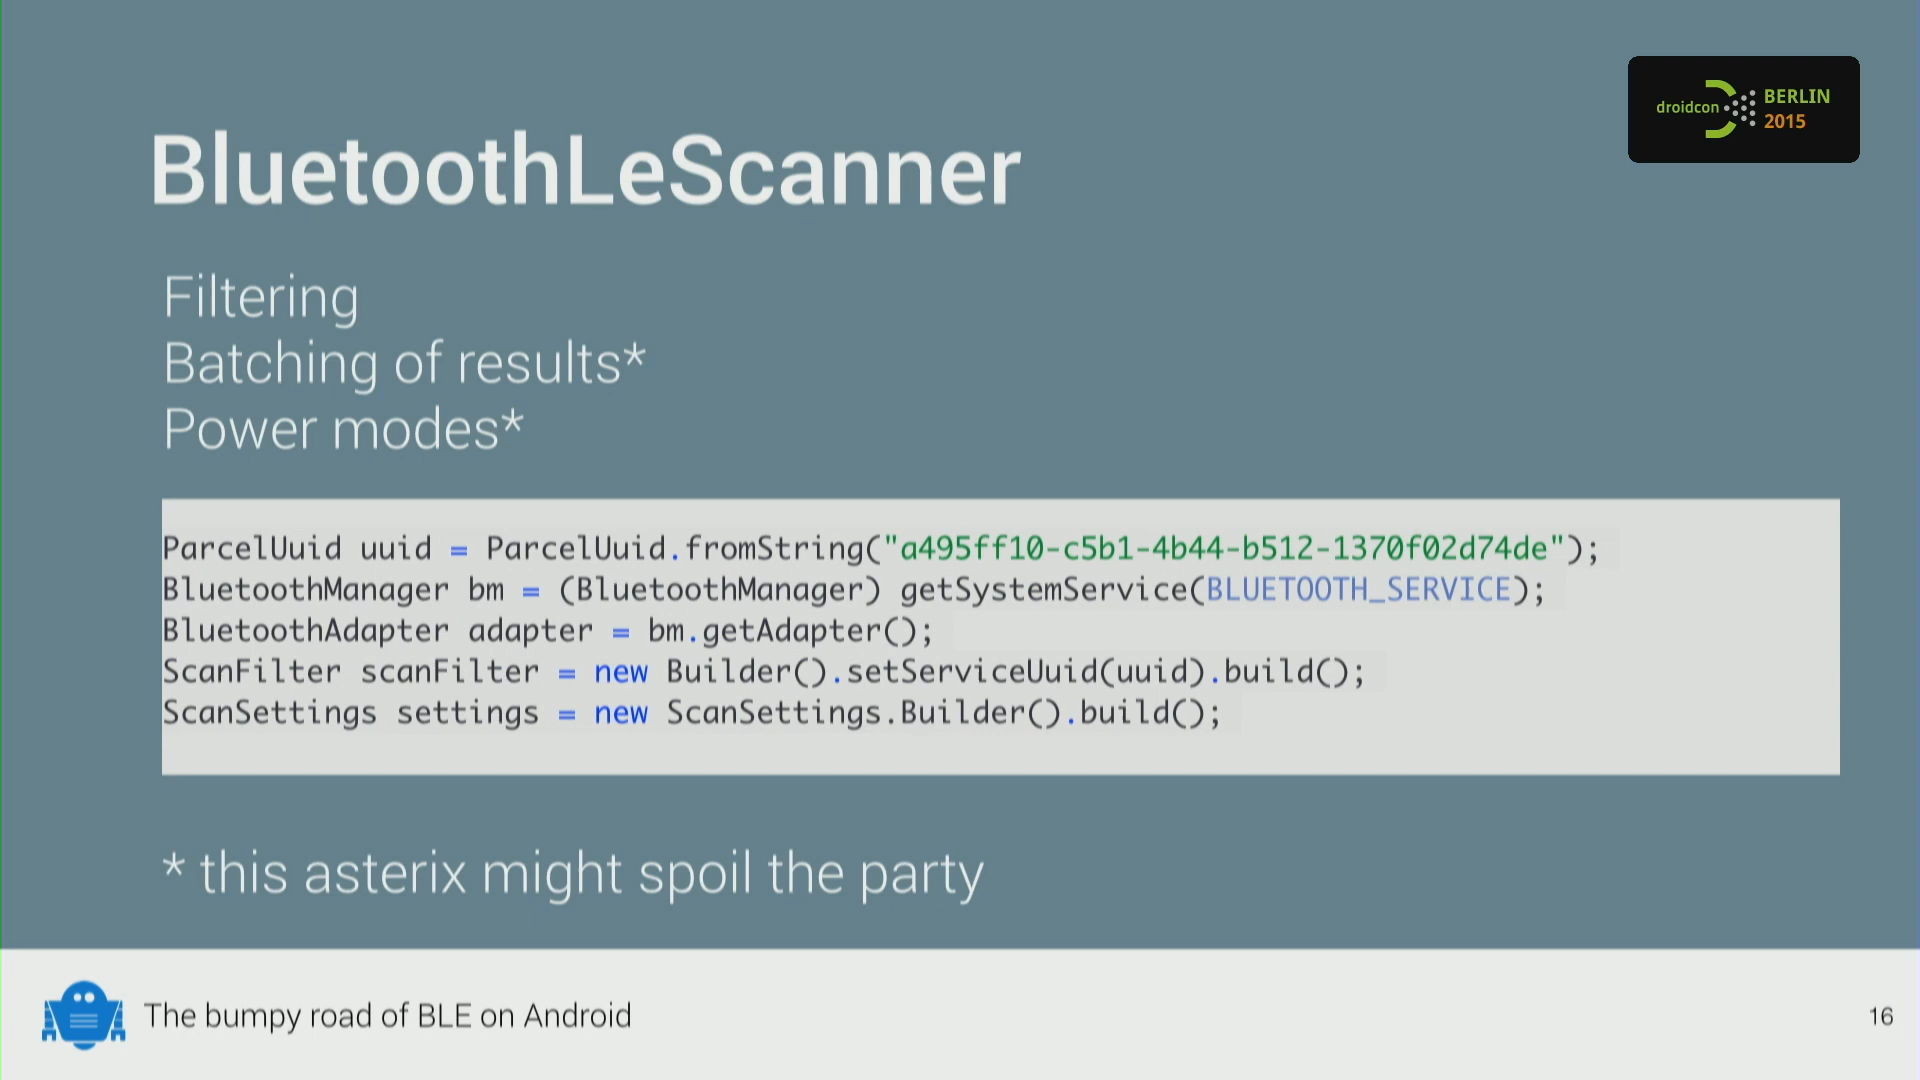 droidcon BERLIN
2015
BluetoothLeScanner
Filtering
Batching of results*
Power modes*
ParcelUuid uuid = ParcelUuid.fromString("a495ff10-c5b1-4b44-b512-1370f02d74de");
BluetoothManager bm = (BluetoothManager) getSystemService(BLUETOOTH_SERVICE);
BluetoothAdapter adapter = bm.getAdapter();
ScanFilter scanFilter = new Builder().setServiceUuid(uuid).build();
ScanSettings settings = new ScanSettings.Builder().build();
* this asterix might spoil the party
The bumpy road of BLE on Android
16